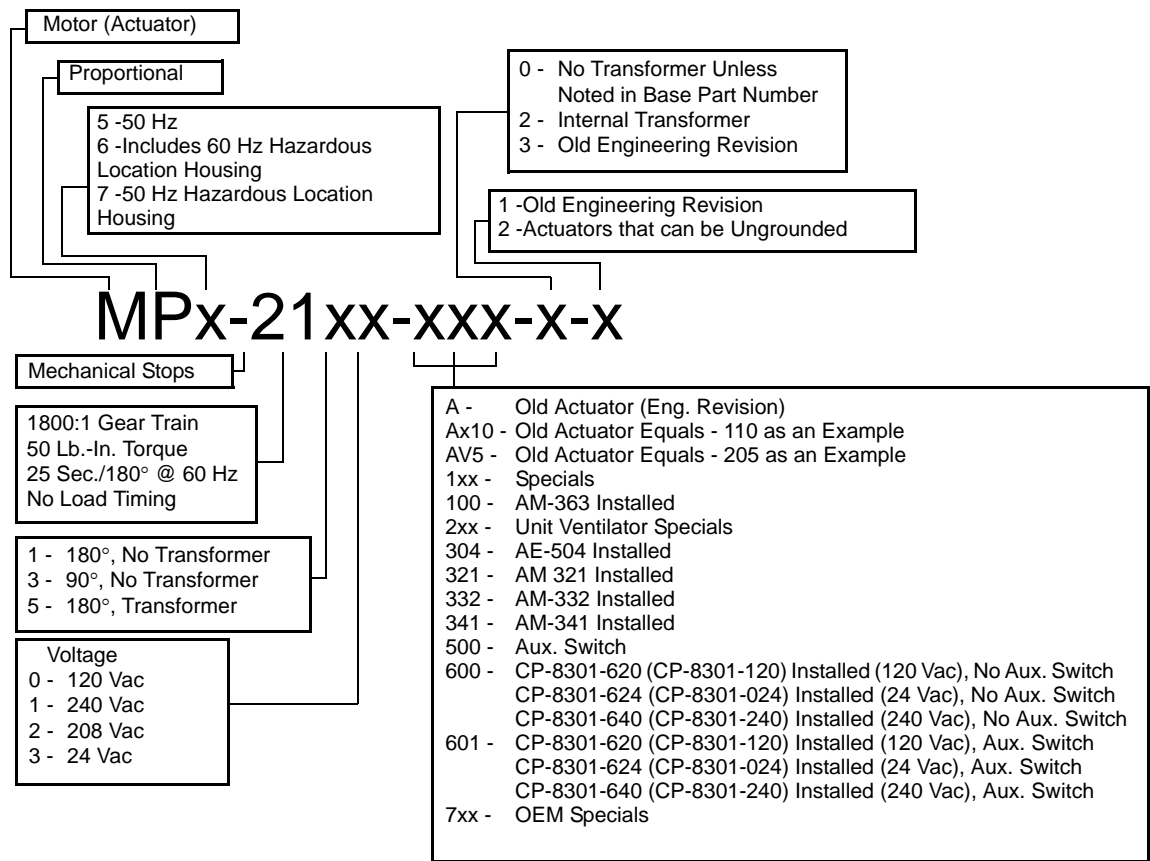 Motor (Actuator)
Proportional
5 -50 Hz
6 -Includes 60 Hz Hazardous
Location Housing
7 -50 Hz Hazardous Location
Housing
0 - No Transformer Unless
Noted in Base Part Number
2 - Internal Transformer
3 - Old Engineering Revision
1 -Old Engineering Revision
2 -Actuators that can be Ungrounded
MPx-21xx-xxx-x-x
Mechanical Stops
1800:1 Gear Train
50 Lb.-In. Torque
25 Sec./180° @ 60 Hz
No Load Timing
1 - 180°, No Transformer
3 - 90°, No Transformer
5 - 180°, Transformer
Voltage
0 - 120 Vac
1 - 240 Vac
2 - 208 Vac
3 - 24 Vac
A - Old Actuator (Eng. Revision)
Ax10 - Old Actuator Equals - 110 as an Example
AV5 - Old Actuator Equals - 205 as an Example
1xx - Specials
100 - AM-363 Installed
2xx - Unit Ventilator Specials
304 - AE-504 Installed
321 - AM 321 Installed
332 - AM-332 Installed
341 - AM-341 Installed
500 - Aux. Switch
600 - CP-8301-620 (CP-8301-120) Installed (120 Vac), No Aux. Switch
CP-8301-624 (CP-8301-024) Installed (24 Vac), No Aux. Switch
CP-8301-640 (CP-8301-240) Installed (240 Vac), No Aux. Switch
601 - CP-8301-620 (CP-8301-120) Installed (120 Vac), Aux. Switch
CP-8301-624 (CP-8301-024) Installed (24 Vac), Aux. Switch
CP-8301-640 (CP-8301-240) Installed (240 Vac), Aux. Switch
7xx - OEM Specials